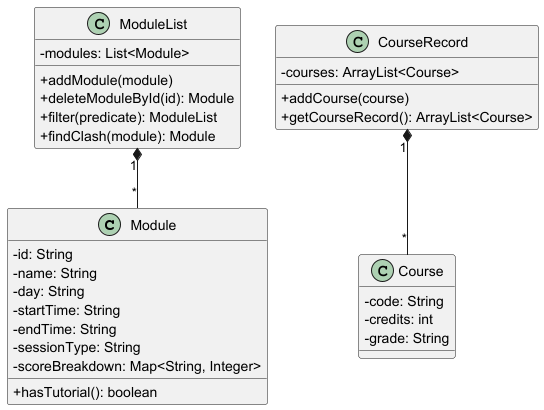 C ModuleList
-modules: List<Module>
+addModule(module)
+deleteModuleById(id): Module
+filter(predicate): ModuleList
+findClash(module): Module
1
*
C Module
-id: String
-name: String
-day: String
-startTime: String
-endTime: String
-sessionType: String
-scoreBreakdown: Map<String, Integer>
+hasTutorial(): boolean
C CourseRecord
-courses: ArrayList<Course>
+addCourse(course)
+getCourseRecord(): ArrayList<Course>
1
*
C Course
-code: String
-credits: int
-grade: String